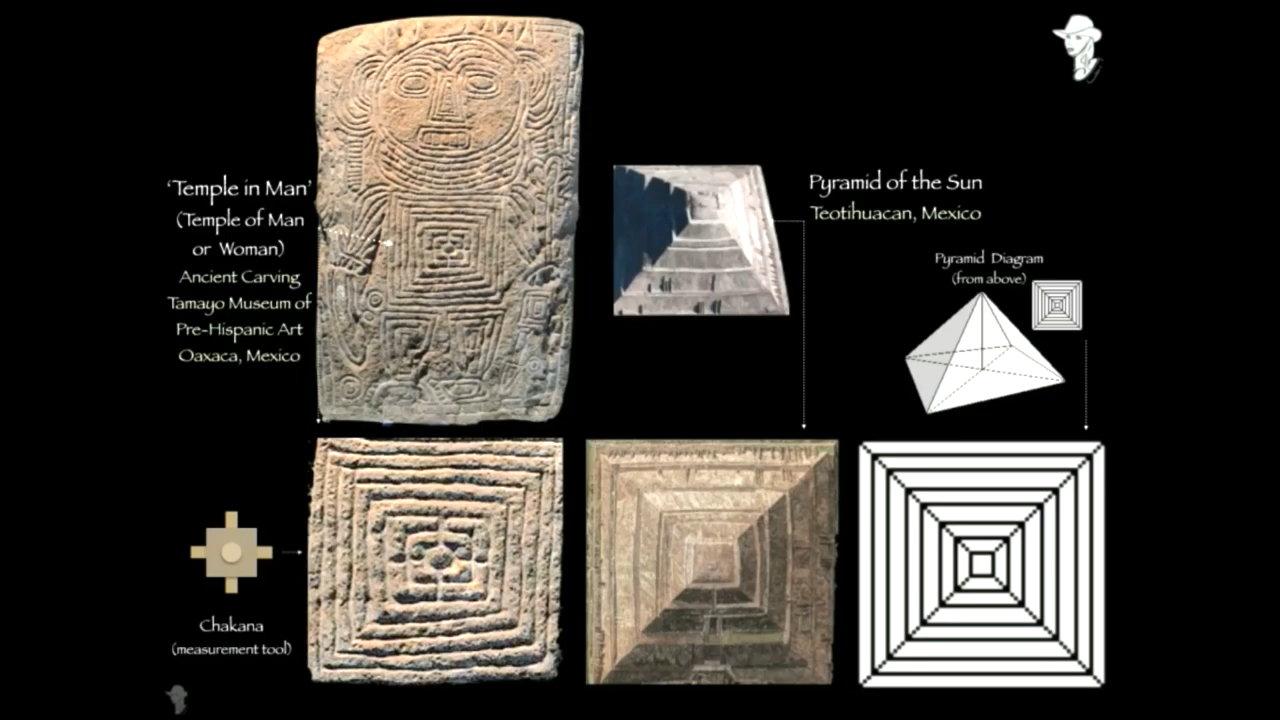 'Temple in Man'
(Temple of Man
or Woman)
Ancient Carving
Tamayo Museum of
Pre-Hispanic Art
Oaxaca, Mexico
Pyramid of the Sun
Teotihuacan, Mexico
Pyramid Diagram
(from above)
Chakana
(measurement tool)